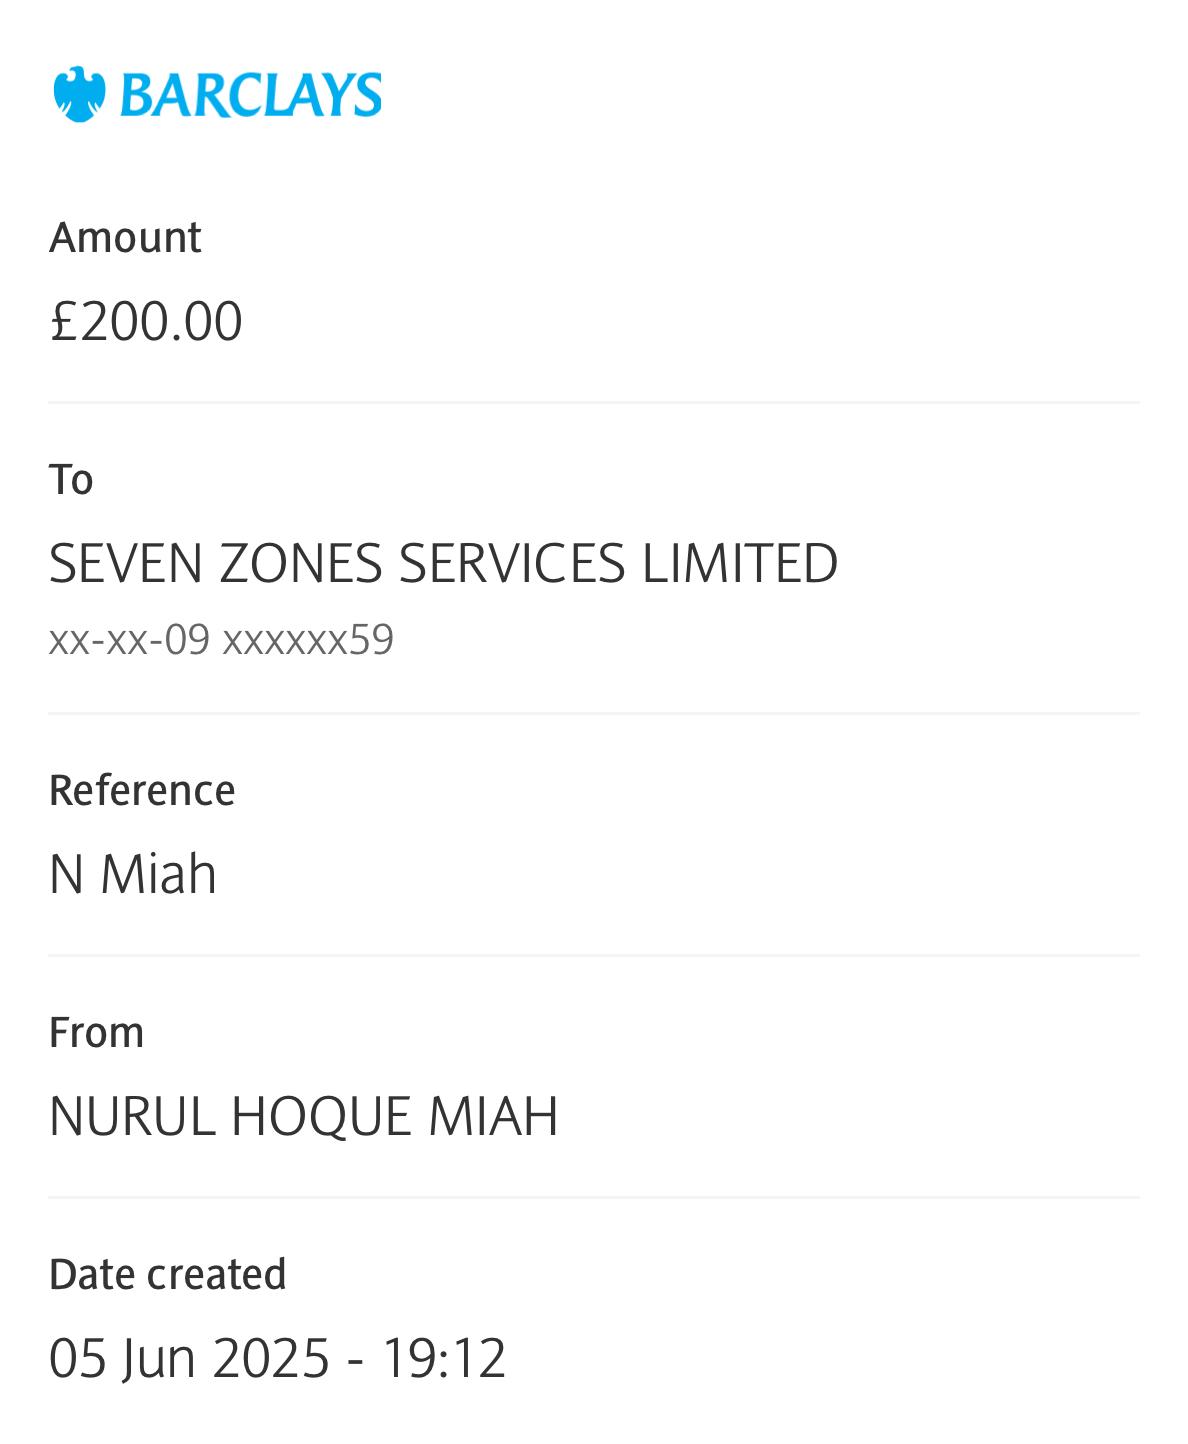 BARCLAYS
Amount
£200.00
To
SEVEN ZONES SERVICES LIMITED
xx-xx-09 xxxxxx59
Reference
N Miah
From
NURUL HOQUE MIAH
Date created
05 Jun 2025 - 19:12